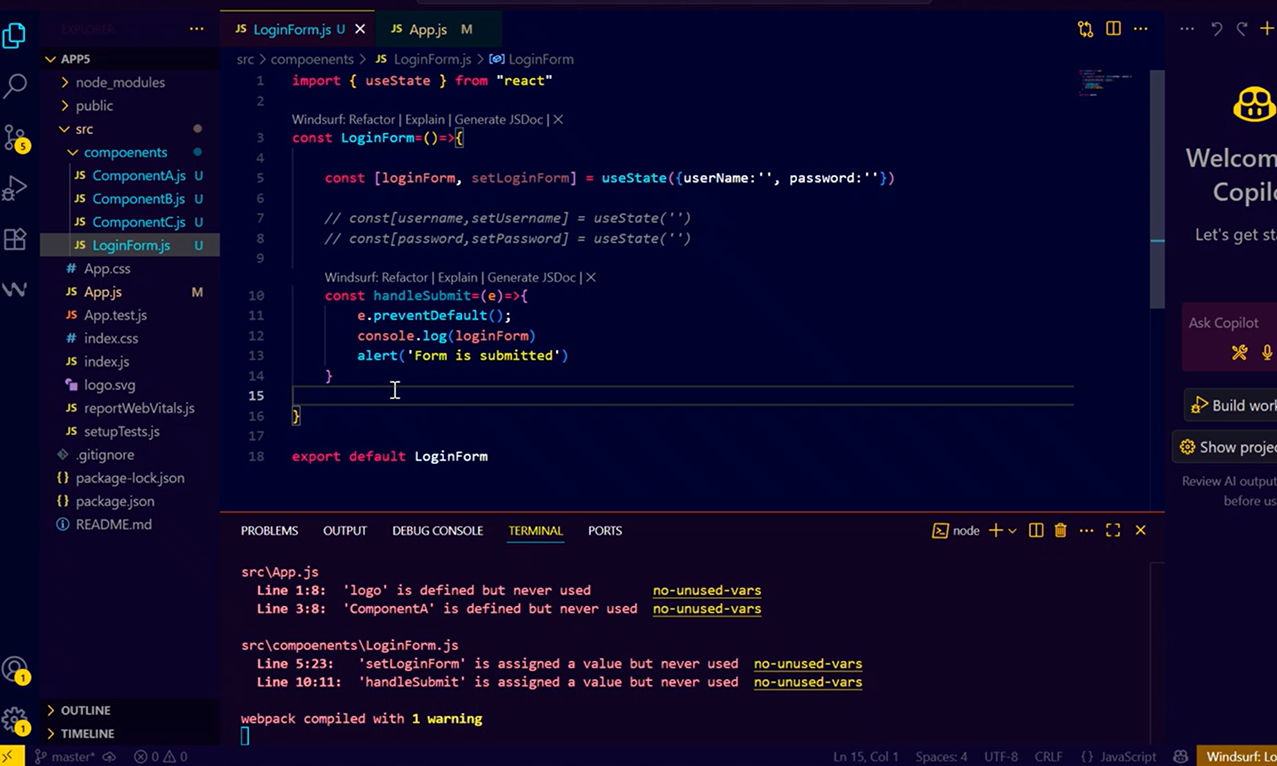 EXPLORER
APP5
node_modules
public
src
compoenents
JS ComponentA.js U
JS ComponentB.js U
JS ComponentC.js U
JS LoginForm.js U
# App.css
JS App.js M
JS App.test.js
# index.css
JS index.js
logo.svg
JS reportWebVitals.js
JS setupTests.js
.gitignore
{} package-lock.json
{} package.json
README.md
OUTLINE
TIMELINE
5
1
1
JS LoginForm.js U
JS App.js M
src > compoenents > JS LoginForm.js > LoginForm
1 import { useState } from "react"
2
Windsurf: Refactor | Explain | Generate JSDoc | X
3 const LoginForm=()=>{
4
5 const [loginForm, setLoginForm] = useState({userName:'', password:''})
6
7 // const[username,setUsername] = useState('')
8 // const[password,setPassword] = useState('')
9
Windsurf: Refactor | Explain | Generate JSDoc | X
10 const handleSubmit=(e)=>{
11 e.preventDefault();
12 console.log(loginForm)
13 alert('Form is submitted')
14 }
15
16 }
17
18 export default LoginForm
PROBLEMS OUTPUT DEBUG CONSOLE TERMINAL PORTS
node
src\App.js
Line 1:8: 'logo' is defined but never used no-unused-vars
Line 3:8: 'ComponentA' is defined but never used no-unused-vars
src\compoenents\LoginForm.js
Line 5:23: 'setLoginForm' is assigned a value but never used no-unused-vars
Line 10:11: 'handleSubmit' is assigned a value but never used no-unused-vars
webpack compiled with 1 warning
Welcom
Copil
Let's get sta
Ask Copilot
Build work
Show projec
Review AI output
before us
master* 0 0
Ln 15, Col 1 Spaces: 4 UTF-8 CRLF {} JavaScript Windsurf: Lo